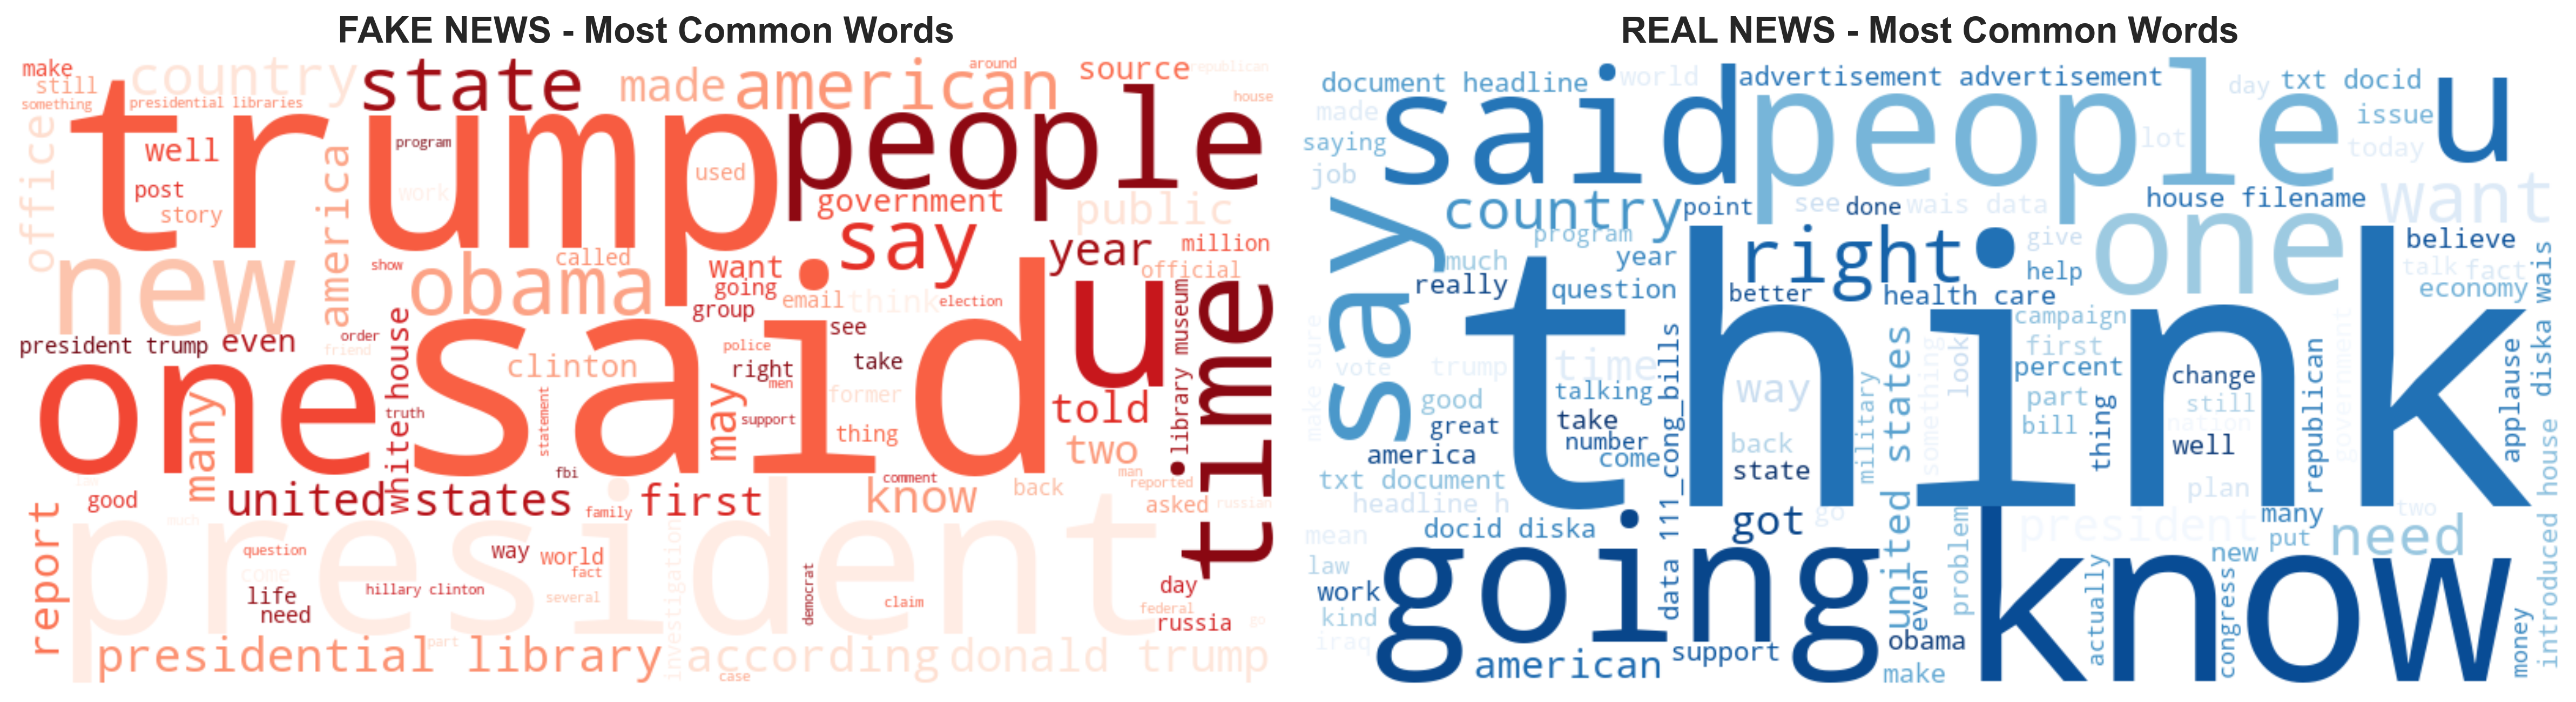 FAKE NEWS - Most Common Words
make
still
something
country
presidential libraries
state
made
american
around
source
republican
house
trump
people
office
well
post
story
america
program
work
used
government
public
say
year
million
official
new
obama
show
called
want
going
group
email
think
election
see
u
time
library museum
president trump
even
order
friend
white house
one
said
clinton
police
right
men
take
former
told
two
many
truth
statement
may
support
thing
fbi
comment
man
reported
good
united states
family
first
know
back
asked
russian
report
much
president
question
come
way
world
fact
investigation
life
need
hillary clinton
several
democrat
claim
day
federal
russia
go
presidential library
part
according
case
donald trump
REAL NEWS - Most Common Words
document headline
world
advertisement advertisement
day
txt docid
made
saying
job
said
people
lot
issue
today
u
say
country
point
see
done
wais data
house filename
want
program
much
year
really
question
right
better
give
help
health care
one
believe
talk
fact
economy
make sure
vote
trump
time
think
campaign
first
percent
way
talking
good
great
take
number
come
america
back
state
111_cong_bills
data
military
united states
something
look
part
bill
thing
change
still
nation
well
republican
government
applause
diska wais
introduced house
txt document
headline h
docid diska
got
go
plan
president
many
two
mean
law
work
kind
iraq
going
know
need
problem
even
new
put
actually
congress
money
american
support
obama
make